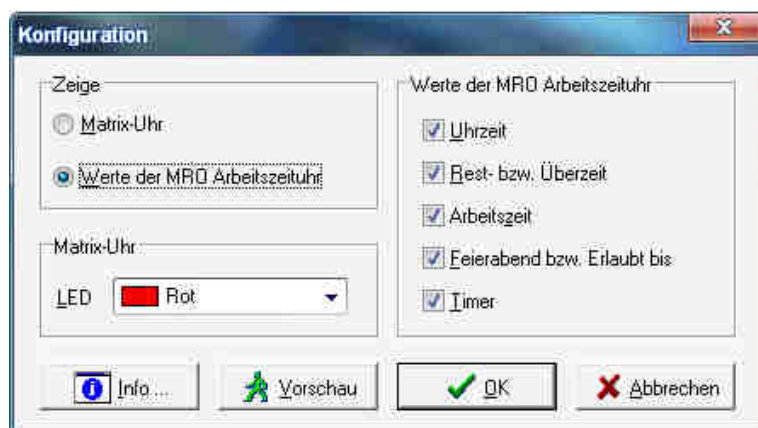 Konfiguration
Zeige
Matrix-Uhr
Werte der MRO Arbeitszeituhr
Matrix-Uhr
LED Rot
Werte der MRO Arbeitszeituhr
Uhrzeit
Rest- bzw. Überzeit
Arbeitszeit
Feierabend bzw. Erlaubt bis
Timer
Info ... Vorschau OK Abbrechen